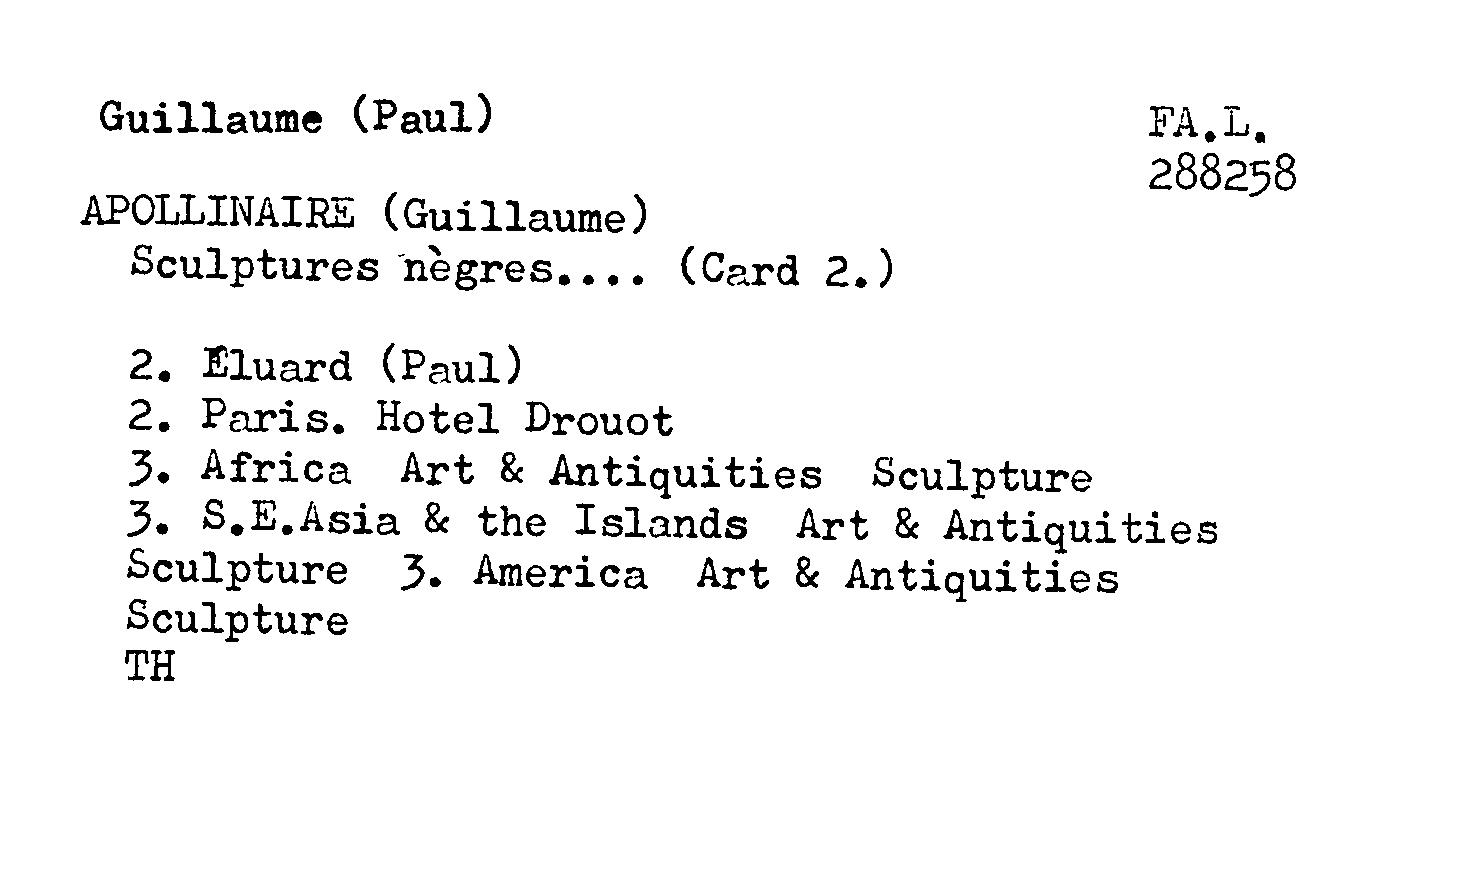 Guillaume (Paul)
FA.L.
288258
APOLLINAIRE (Guillaume)
Sculptures nègres.... (Card 2.)
2. Éluard (Paul)
2. Paris. Hotel Drouot
3. Africa  Art & Antiquities  Sculpture
3. S.E.Asia & the Islands  Art & Antiquities
Sculpture  3. America  Art & Antiquities
Sculpture
TH